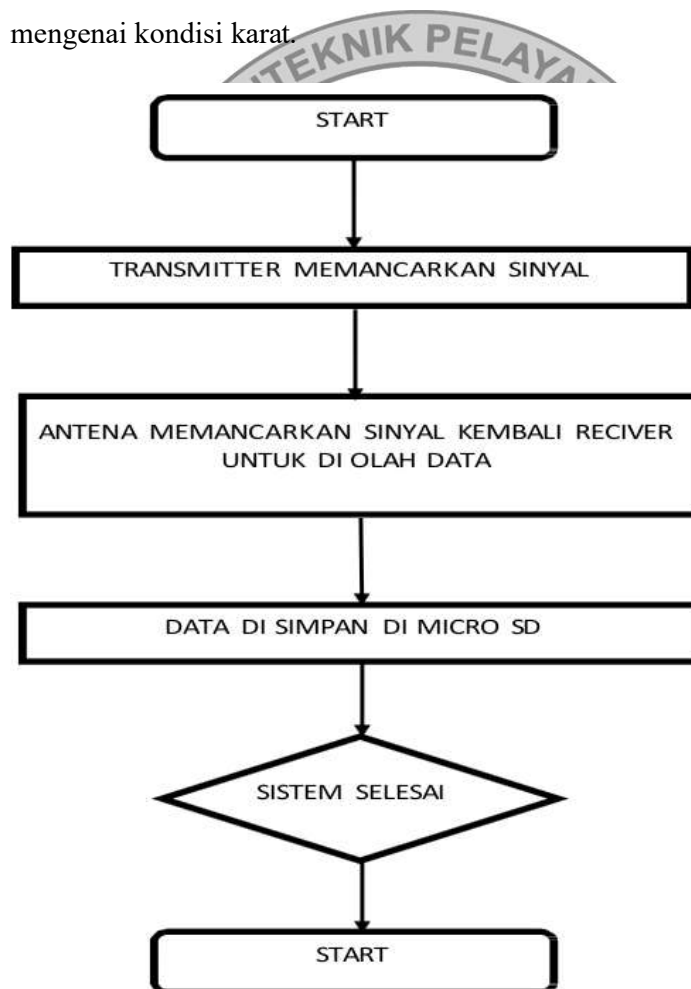 mengenai kondisi karat.
TEKNIK PELAYA
START
TRANSMITTER MEMANCARKAN SINYAL
ANTENA MEMANCARKAN SINYAL KEMBALI RECIVER
UNTUK DI OLAH DATA
DATA DI SIMPAN DI MICRO SD
SISTEM SELESAI
START